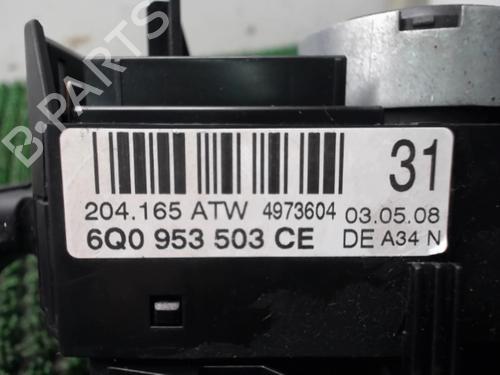 B-PARTS
31
204.165 ATW 4973604 03.05.08
6Q0 953 503 CE DE A34 N